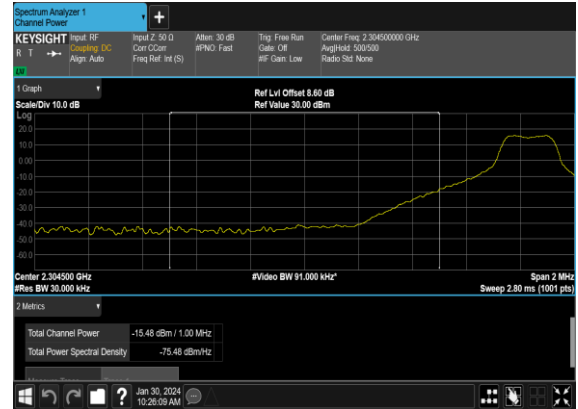 Spectrum Analyzer 1
Channel Power
+
KEYSIGHT Input: RF Input Z: 50 Ω Atten: 30 dB Trig: Free Run Center Freq: 2.304500000 GHz
R T Coupling: DC Corr CCorr #PNO: Fast Gate: Off Avg|Hold: 500/500
Align: Auto Freq Ref: Int (S) #IF Gain: Low Radio Std: None
1 Graph
Ref Lvl Offset 8.60 dB
Scale/Div 10.0 dB Ref Value 30.00 dBm
Log
20.0
10.0
0.00
-10.0
-20.0
-30.0
-40.0
-50.0
-60.0
Center 2.304500 GHz #Video BW 91.000 kHz* Span 2 MHz
#Res BW 30.000 kHz Sweep 2.80 ms (1001 pts)
2 Metrics
Total Channel Power -15.48 dBm / 1.00 MHz
Total Power Spectral Density -75.48 dBm/Hz
?
Jan 30, 2024
10:26:09 AM